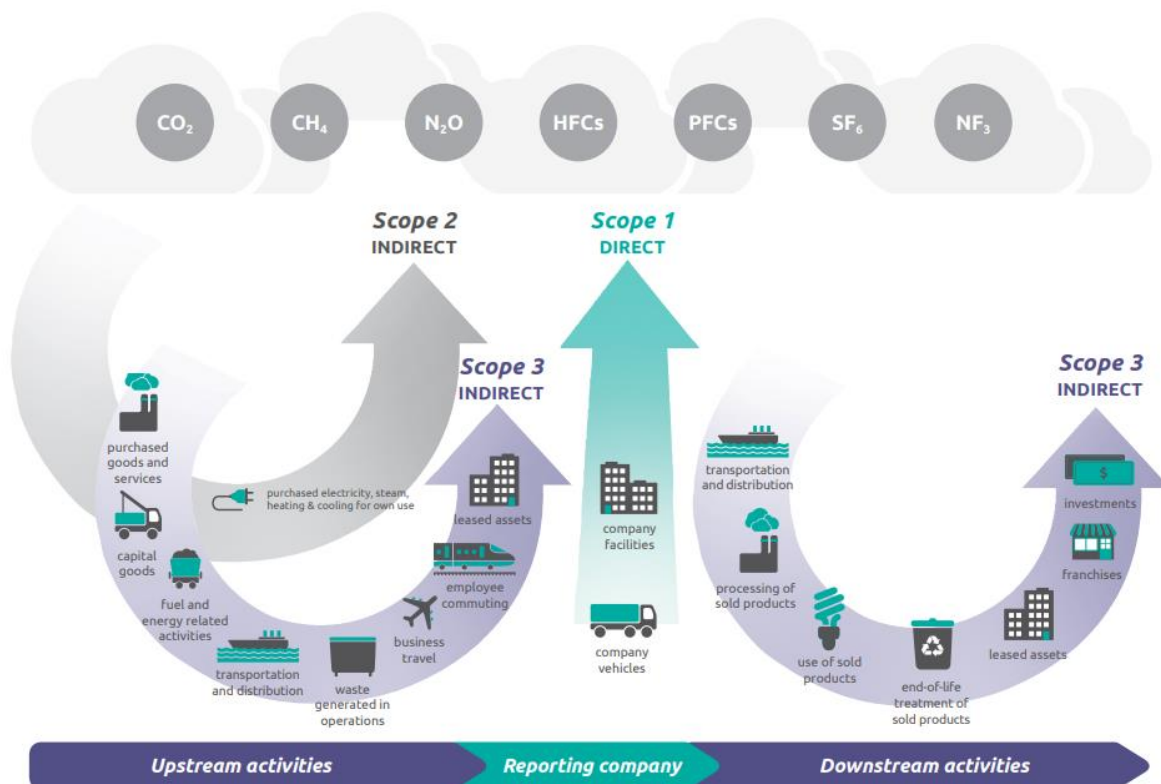 CO₂
CH₄
N₂O
HFCs
PFCs
SF₆
NF₃
Scope 2
INDIRECT
Scope 1
DIRECT
Scope 3
INDIRECT
Scope 3
INDIRECT
purchased
goods and
services
capital
goods
fuel and
energy related
activities
purchased electricity, steam,
heating & cooling for own use
transportation
and distribution
waste
generated in
operations
business
travel
employee
commuting
leased assets
company
facilities
company
vehicles
transportation
and distribution
processing of
sold products
use of sold
products
end-of-life
treatment of
sold products
leased assets
franchises
$
investments
Upstream activities
Reporting company
Downstream activities